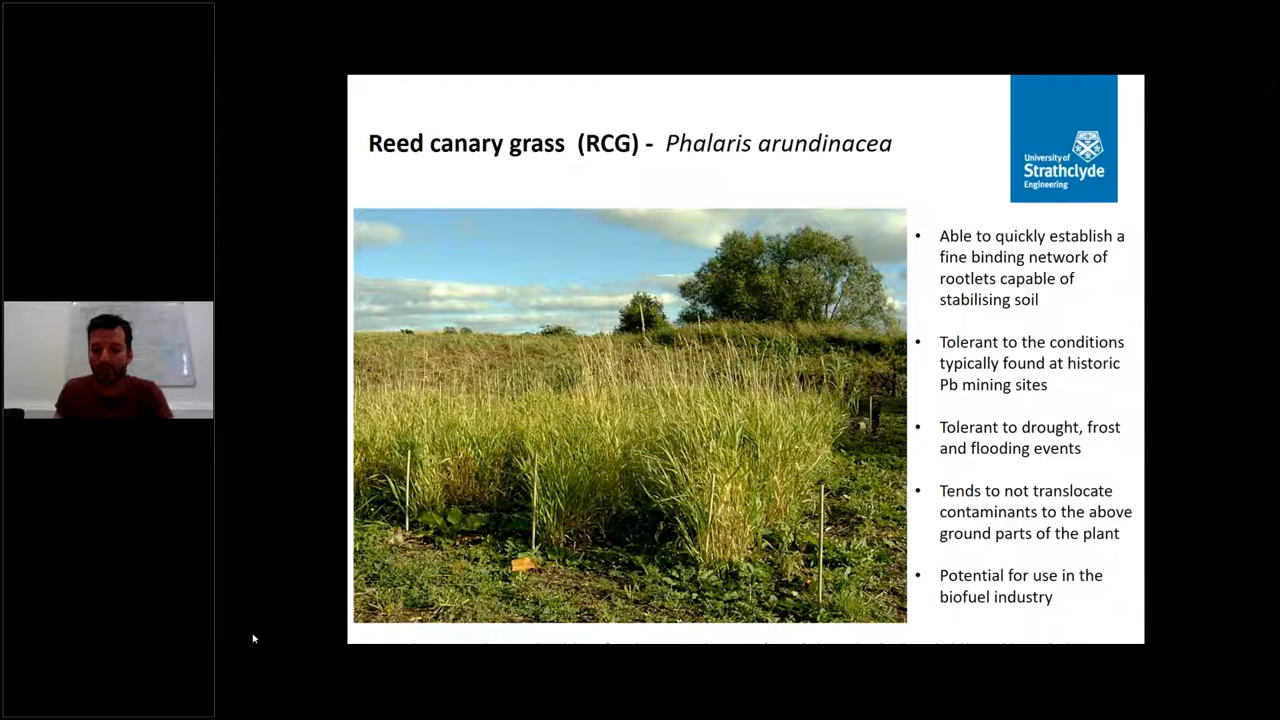 Reed canary grass (RCG) - Phalaris arundinacea
University of
Strathclyde
Engineering
• Able to quickly establish a
fine binding network of
rootlets capable of
stabilising soil
• Tolerant to the conditions
typically found at historic
Pb mining sites
• Tolerant to drought, frost
and flooding events
• Tends to not translocate
contaminants to the above
ground parts of the plant
• Potential for use in the
biofuel industry